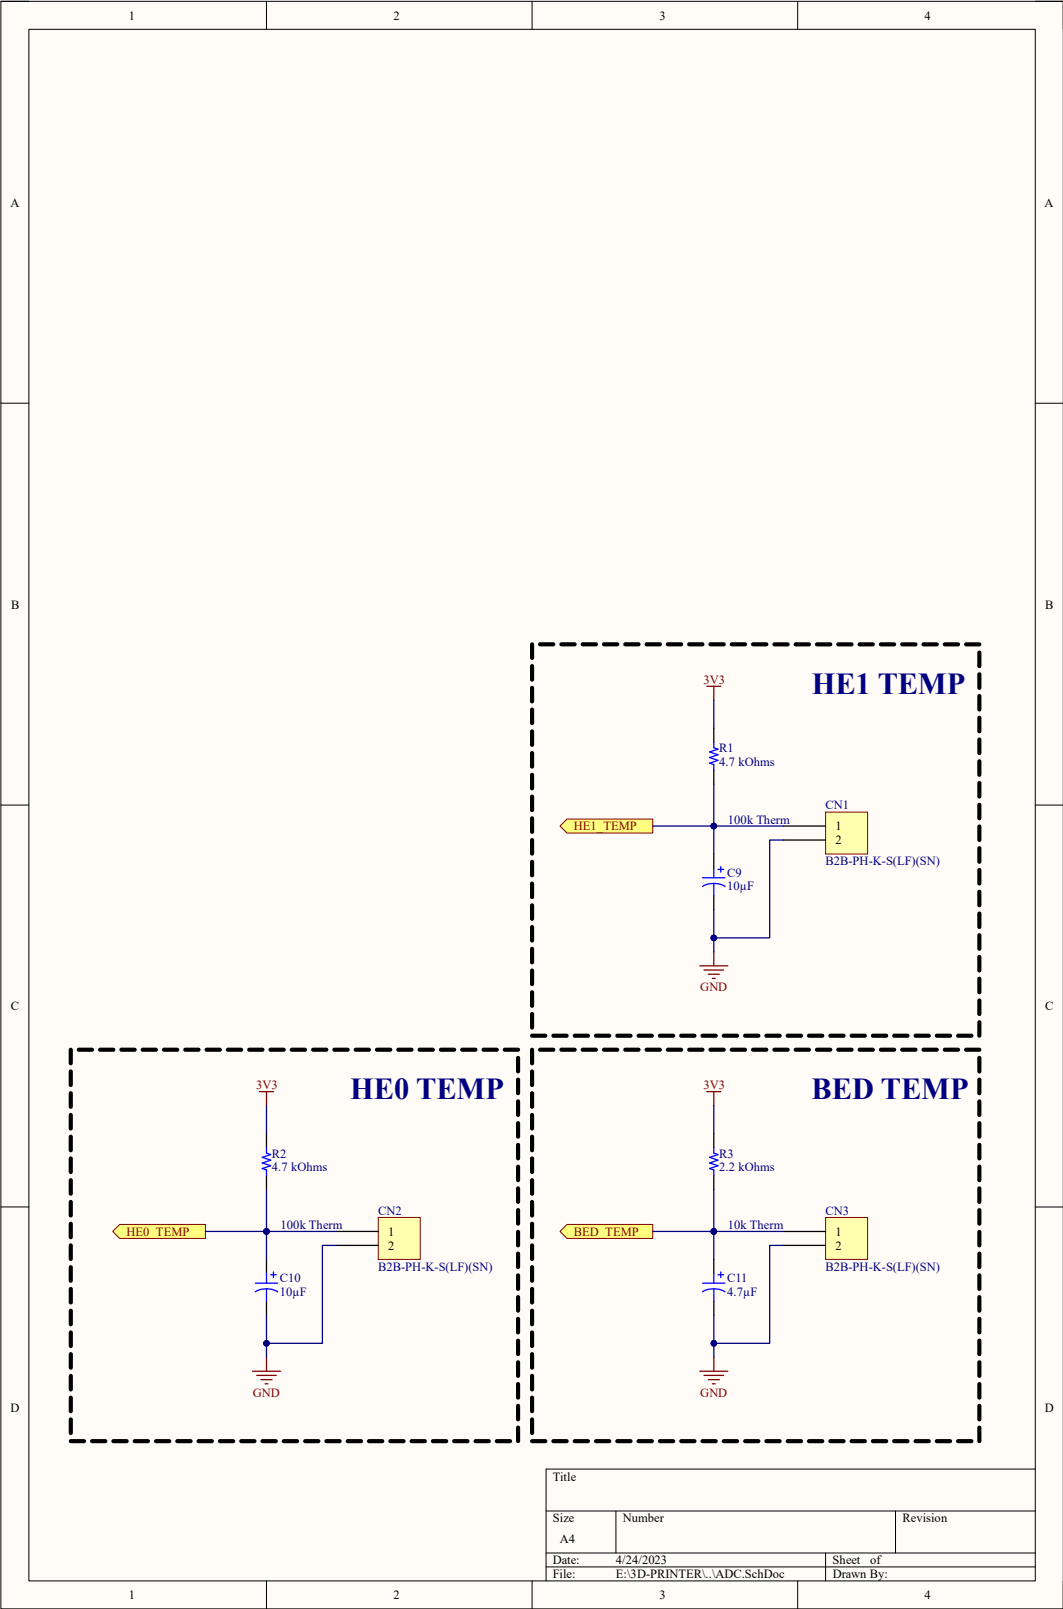 1 2 3 4
A A
B B
HE1 TEMP
3V3
R1
4.7 kOhms
CN1
HE1_TEMP
100k Therm
1
2
B2B-PH-K-S(LF)(SN)
+ C9
10µF
GND
C C
HE0 TEMP
3V3
R2
4.7 kOhms
CN2
HE0_TEMP
100k Therm
1
2
B2B-PH-K-S(LF)(SN)
+ C10
10µF
GND
BED TEMP
3V3
R3
2.2 kOhms
CN3
BED_TEMP
10k Therm
1
2
B2B-PH-K-S(LF)(SN)
+ C11
4.7µF
GND
D D
Title
Size Number Revision
A4
Date: 4/24/2023 Sheet of
File: E:\3D-PRINTER\..\ADC.SchDoc Drawn By:
1 2 3 4